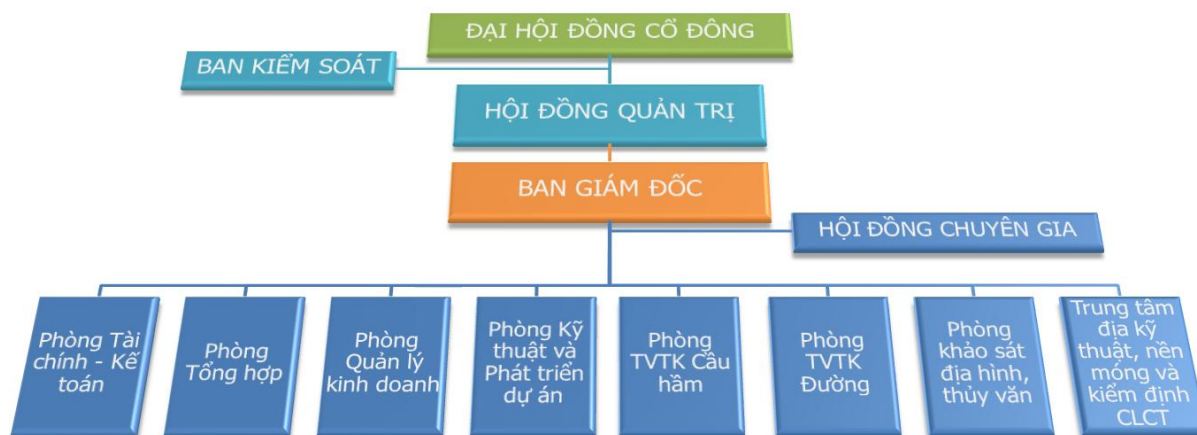 ĐẠI HỘI ĐỒNG CỔ ĐÔNG
BAN KIỂM SOÁT
HỘI ĐỒNG QUẢN TRỊ
BAN GIÁM ĐỐC
HỘI ĐỒNG CHUYÊN GIA
Phòng Tài
chính - Kế
toán
Phòng
Tổng hợp
Phòng
Quản lý
kinh doanh
Phòng Kỹ
thuật và
Phát triển
dự án
Phòng
TVTK Cầu
hầm
Phòng
TVTK
Đường
Phòng
khảo sát
địa hình,
thủy văn
Trung tâm
địa kỹ
thuật, nền
móng và
kiểm định
CLCT